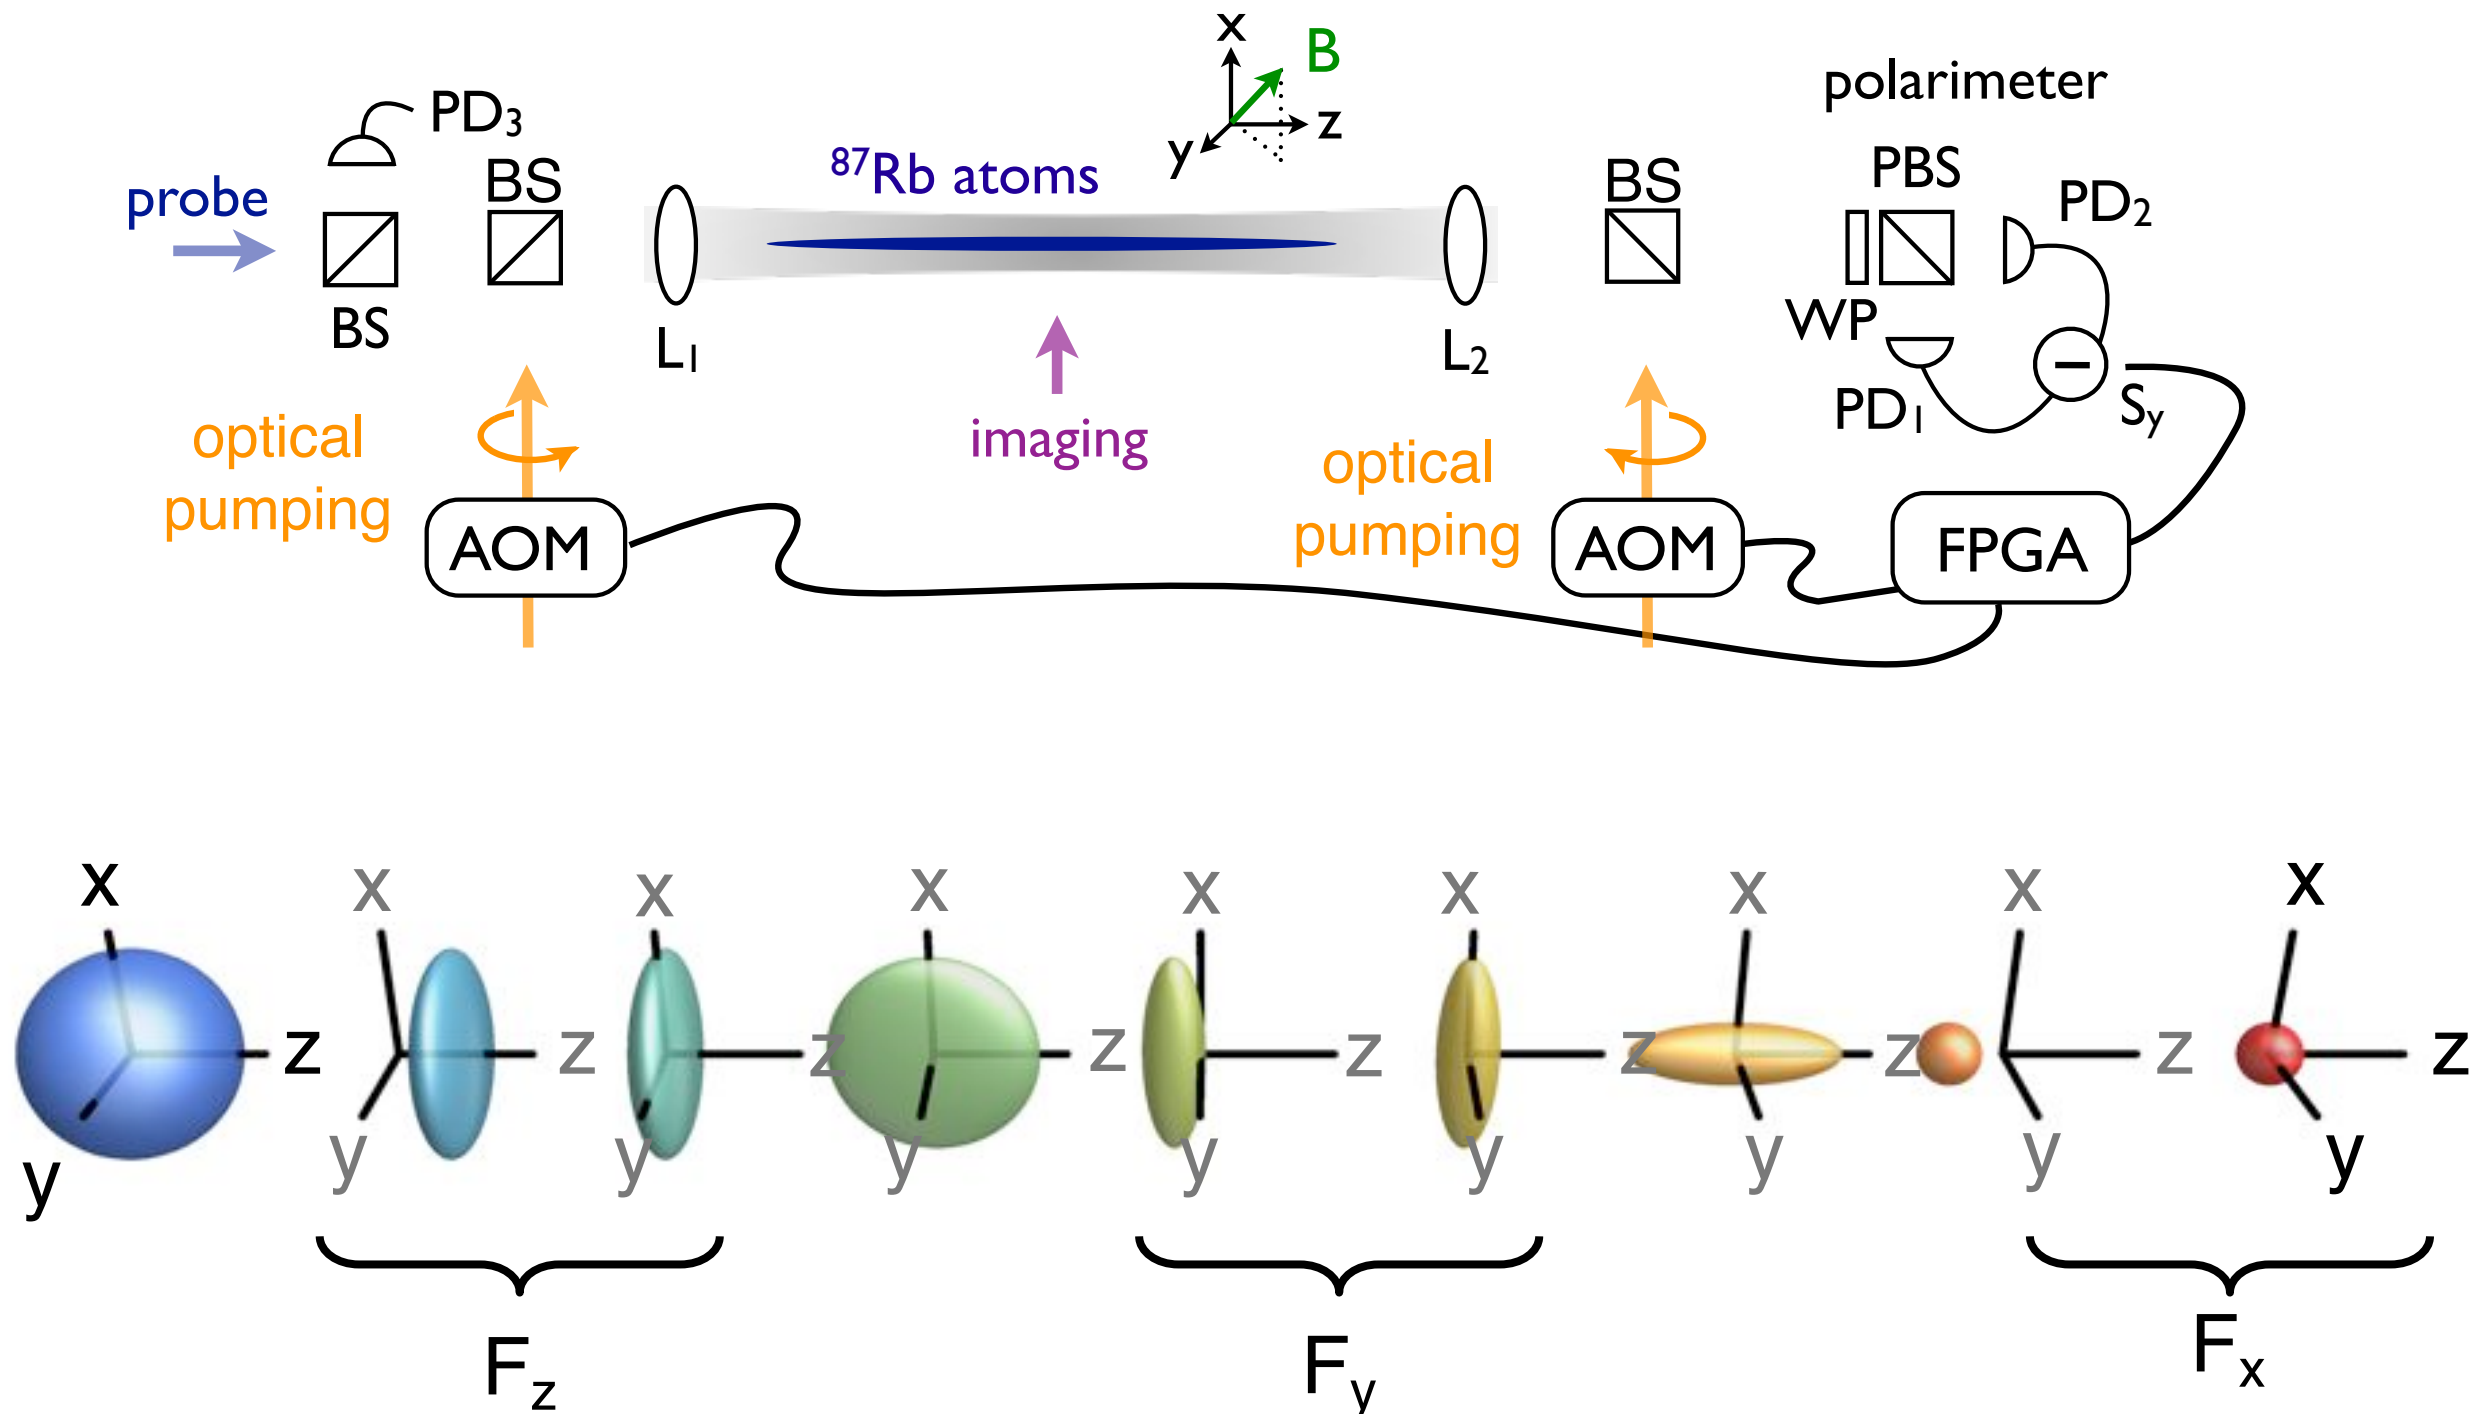 x
B
polarimeter
PD3
BS
z
y
87Rb atoms
BS
PBS
PD2
probe
BS
L1
L2
WP
PD1
Sy
optical
pumping
imaging
optical
pumping
AOM
AOM
FPGA
x x x x x x x x x
z z z z z z z z z
y y y y y y y y y
Fz
Fy
Fx